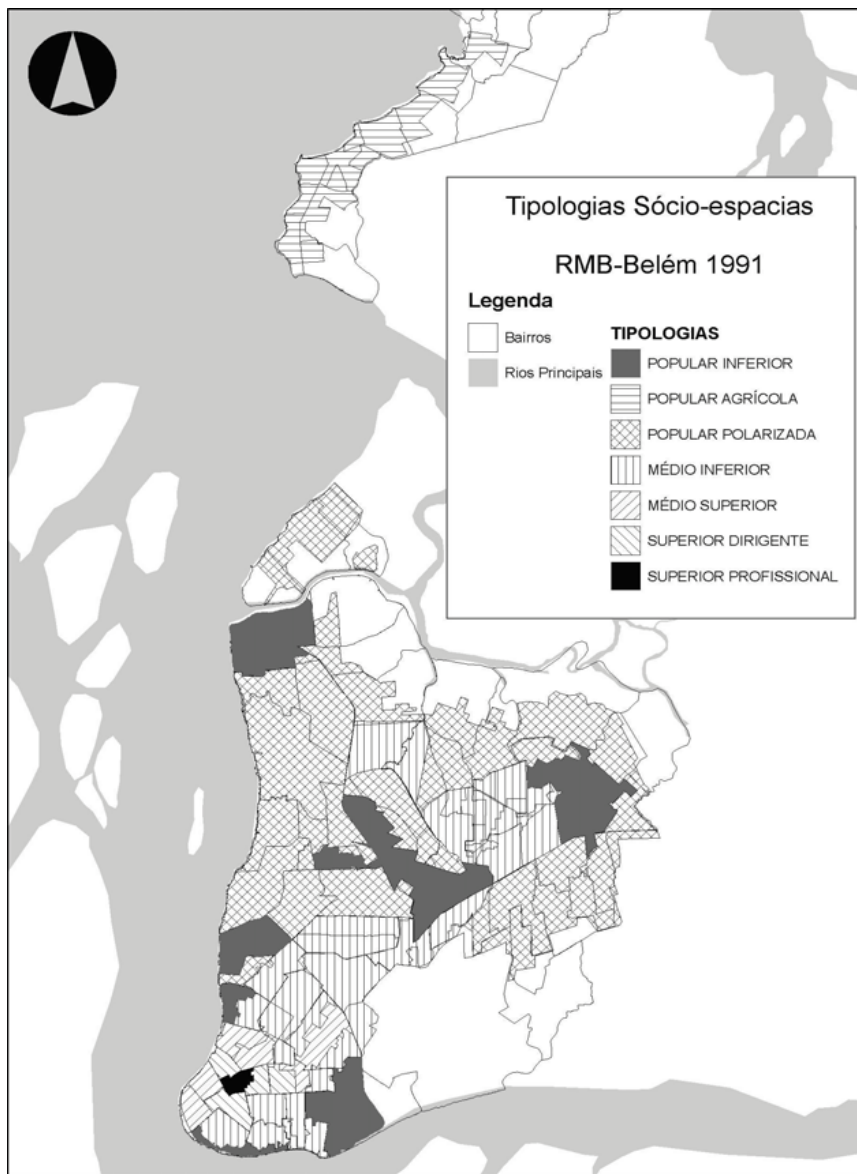 Tipologias Sócio-espacias
RMB-Belém 1991
Legenda
Bairros
Rios Principais
TIPOLOGIAS
POPULAR INFERIOR
POPULAR AGRÍCOLA
POPULAR POLARIZADA
MÉDIO INFERIOR
MÉDIO SUPERIOR
SUPERIOR DIRIGENTE
SUPERIOR PROFISSIONAL